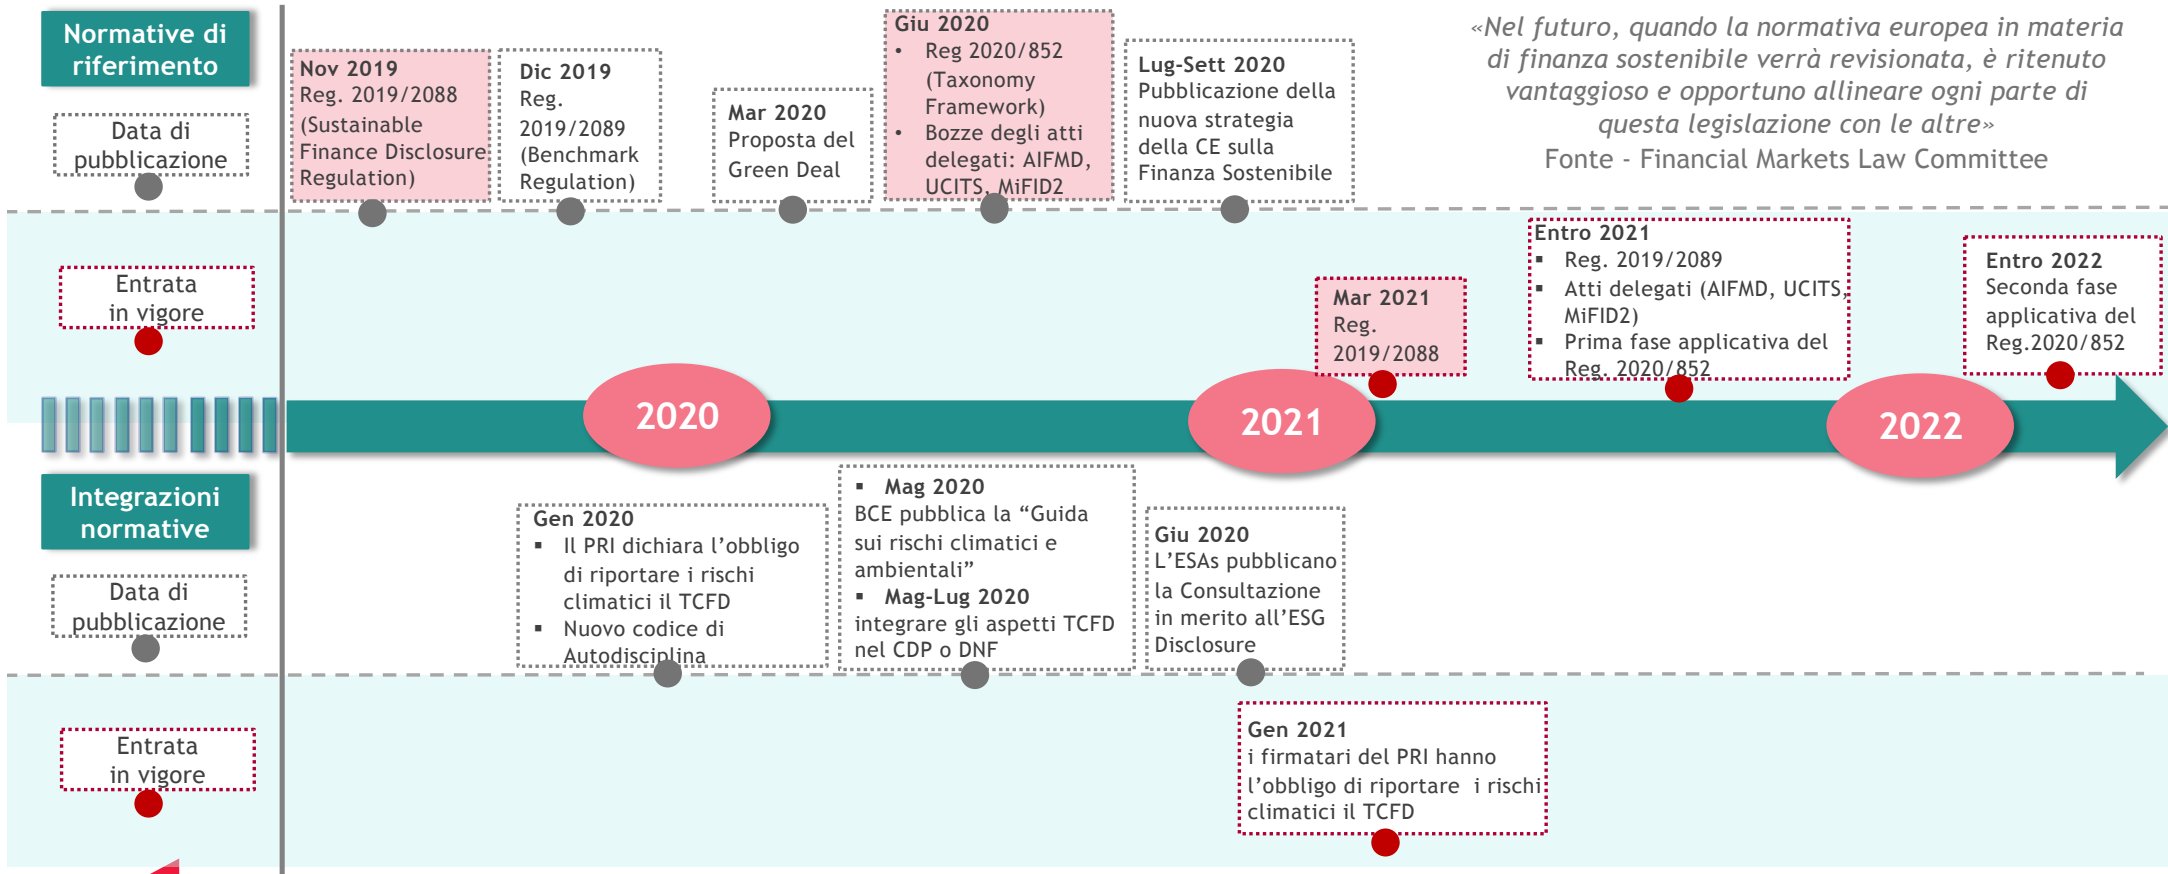 Normative di
riferimento
Data di
pubblicazione
Nov 2019
Reg. 2019/2088
(Sustainable
Finance Disclosure
Regulation)
Dic 2019
Reg.
2019/2089
(Benchmark
Regulation)
Mar 2020
Proposta del
Green Deal
Giu 2020
• Reg 2020/852
(Taxonomy
Framework)
• Bozze degli atti
delegati: AIFMD,
UCITS, MiFID2
Lug-Sett 2020
Pubblicazione della
nuova strategia
della CE sulla
Finanza Sostenibile
«Nel futuro, quando la normativa europea in materia
di finanza sostenibile verrà revisionata, è ritenuto
vantaggioso e opportuno allineare ogni parte di
questa legislazione con le altre»
Fonte - Financial Markets Law Committee
Entrata
in vigore
Mar 2021
Reg.
2019/2088
Entro 2021
▪ Reg. 2019/2089
▪ Atti delegati (AIFMD, UCITS,
MiFID2)
▪ Prima fase applicativa del
Reg. 2020/852
Entro 2022
Seconda fase
applicativa del
Reg.2020/852
2020
2021
2022
Integrazioni
normative
Data di
pubblicazione
Gen 2020
▪ Il PRI dichiara l’obbligo
di riportare i rischi
climatici il TCFD
▪ Nuovo codice di
Autodisciplina
▪ Mag 2020
BCE pubblica la “Guida
sui rischi climatici e
ambientali”
▪ Mag-Lug 2020
integrare gli aspetti TCFD
nel CDP o DNF
Giu 2020
L’ESAs pubblicano
la Consultazione
in merito all’ESG
Disclosure
Entrata
in vigore
Gen 2021
i firmatari del PRI hanno
l’obbligo di riportare i rischi
climatici il TCFD